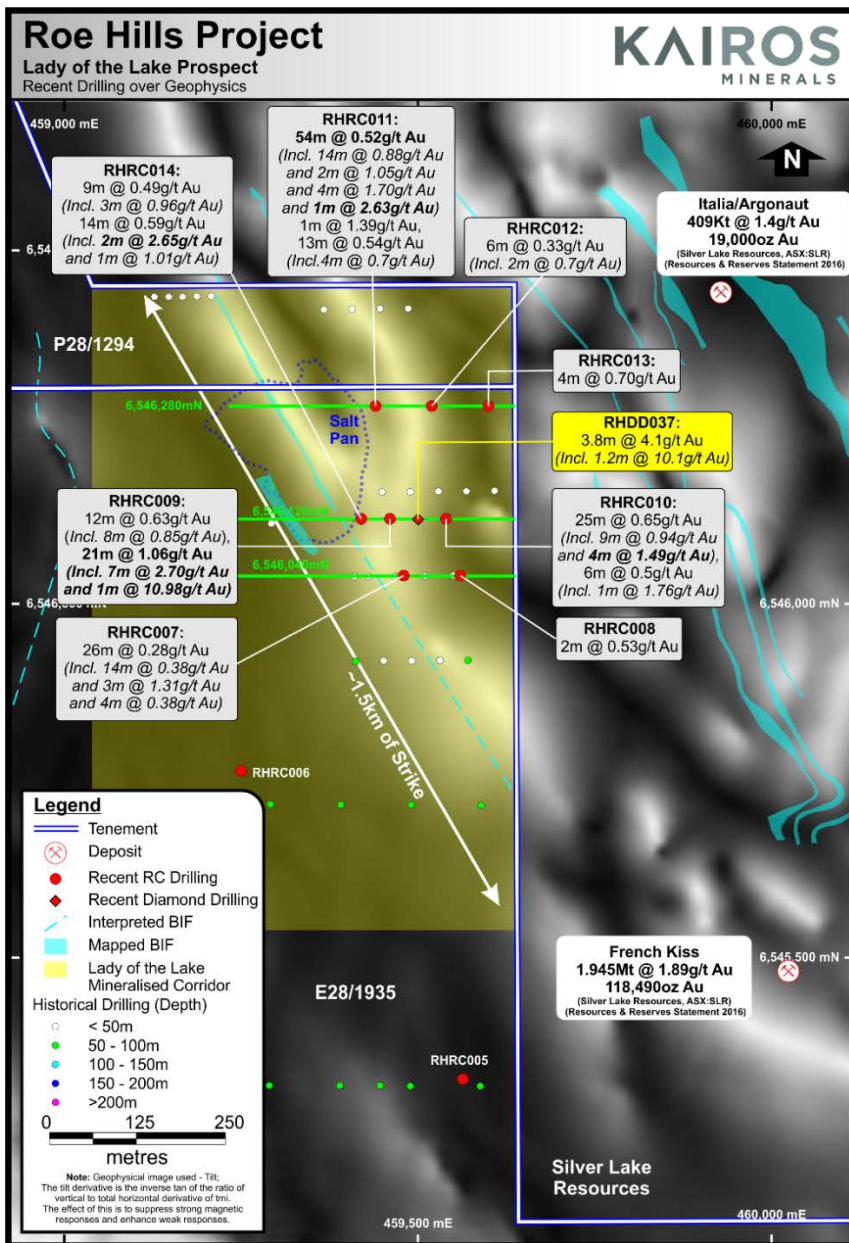 Roe Hills Project
Lady of the Lake Prospect
Recent Drilling over Geophysics
KAIROS
MINERALS
459,000 mE
460,000 mE
N
RHRC011:
54m @ 0.52g/t Au
(Incl. 14m @ 0.88g/t Au
and 2m @ 1.05g/t Au
and 4m @ 1.70g/t Au
and 1m @ 2.63g/t Au)
1m @ 1.39g/t Au,
13m @ 0.54g/t Au
(Incl.4m @ 0.7g/t Au)
RHRC014:
9m @ 0.49g/t Au
(Incl. 3m @ 0.96g/t Au)
14m @ 0.59g/t Au
(Incl. 2m @ 2.65g/t Au
and 1m @ 1.01g/t Au)
RHRC012:
6m @ 0.33g/t Au
(Incl. 2m @ 0.7g/t Au)
Italia/Argonaut
409Kt @ 1.4g/t Au
19,000oz Au
(Silver Lake Resources, ASX:SLR)
(Resources & Reserves Statement 2016)
P28/1294
RHRC013:
4m @ 0.70g/t Au
6,546,280mN
Salt
Pan
RHDD037:
3.8m @ 4.1g/t Au
(Incl. 1.2m @ 10.1g/t Au)
RHRC009:
12m @ 0.63g/t Au
(Incl. 8m @ 0.85g/t Au),
21m @ 1.06g/t Au
(Incl. 7m @ 2.70g/t Au
and 1m @ 10.98g/t Au)
RHRC010:
25m @ 0.65g/t Au
(Incl. 9m @ 0.94g/t Au
and 4m @ 1.49g/t Au),
6m @ 0.5g/t Au
(Incl. 1m @ 1.76g/t Au)
6,546,040mN
6,546,000 mN
RHRC007:
26m @ 0.28g/t Au
(Incl. 14m @ 0.38g/t Au
and 3m @ 1.31g/t Au
and 4m @ 0.38g/t Au)
RHRC008
2m @ 0.53g/t Au
~1.5km of Strike
RHRC006
Legend
Tenement
Deposit
Recent RC Drilling
Recent Diamond Drilling
Interpreted BIF
Mapped BIF
Lady of the Lake
Mineralised Corridor
Historical Drilling (Depth)
< 50m
50 - 100m
100 - 150m
150 - 200m
>200m
0 125 250
metres
Note: Geophysical image used - Tilt;
The tilt derivative is the inverse tan of the ratio of
vertical to total horizontal derivative of tmi.
The effect of this is to suppress strong magnetic
responses and enhance weak responses.
French Kiss
1.945Mt @ 1.89g/t Au
118,490oz Au
(Silver Lake Resources, ASX:SLR)
(Resources & Reserves Statement 2016)
6,545,500 mN
E28/1935
RHRC005
Silver Lake
Resources
459,500 mE
460,000 mE